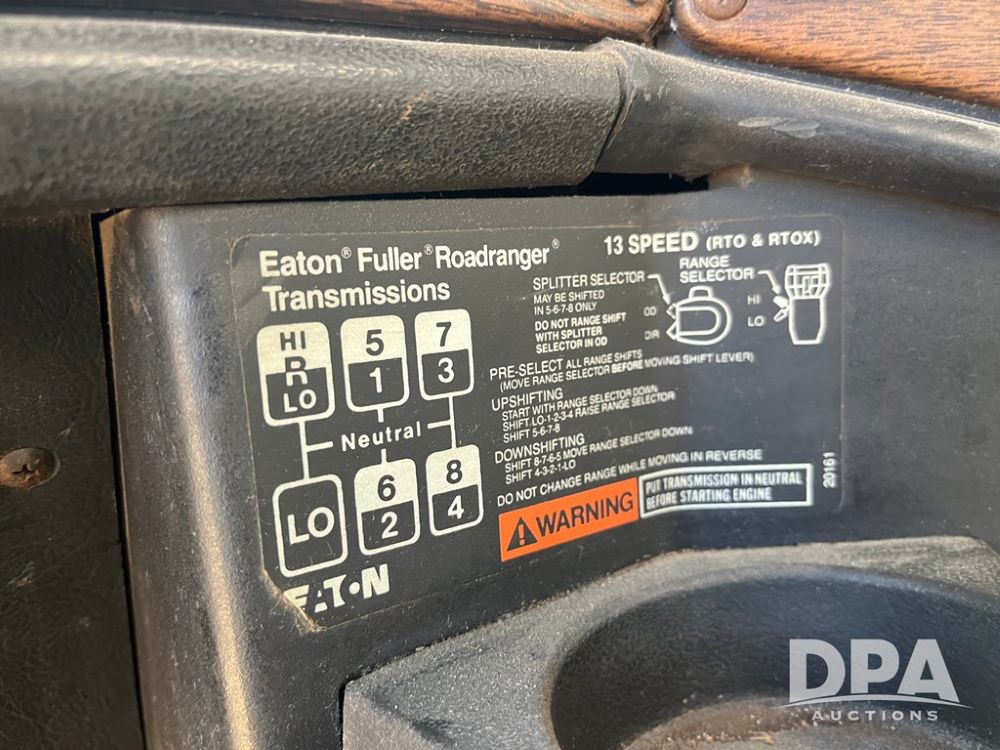 Eaton® Fuller® Roadranger®
Transmissions
13 SPEED (RTO & RTOX)
SPLITTER SELECTOR
MAY BE SHIFTED
IN 5-6-7-8 ONLY
DO NOT RANGE SHIFT
WITH SPLITTER
SELECTOR IN OD
OD
DIR
RANGE
SELECTOR
HI
LO
HI
R
LO
5
1
7
3
Neutral
LO
6
2
8
4
PRE-SELECT ALL RANGE SHIFTS
(MOVE RANGE SELECTOR BEFORE MOVING SHIFT LEVER)
UPSHIFTING
START WITH RANGE SELECTOR DOWN
SHIFT LO-1-2-3-4 RAISE RANGE SELECTOR
SHIFT 5-6-7-8
DOWNSHIFTING
SHIFT 8-7-6-5 MOVE RANGE SELECTOR DOWN
SHIFT 4-3-2-1-LO
DO NOT CHANGE RANGE WHILE MOVING IN REVERSE
WARNING
PUT TRANSMISSION IN NEUTRAL
BEFORE STARTING ENGINE
20161
EATON
DPA
AUCTIONS